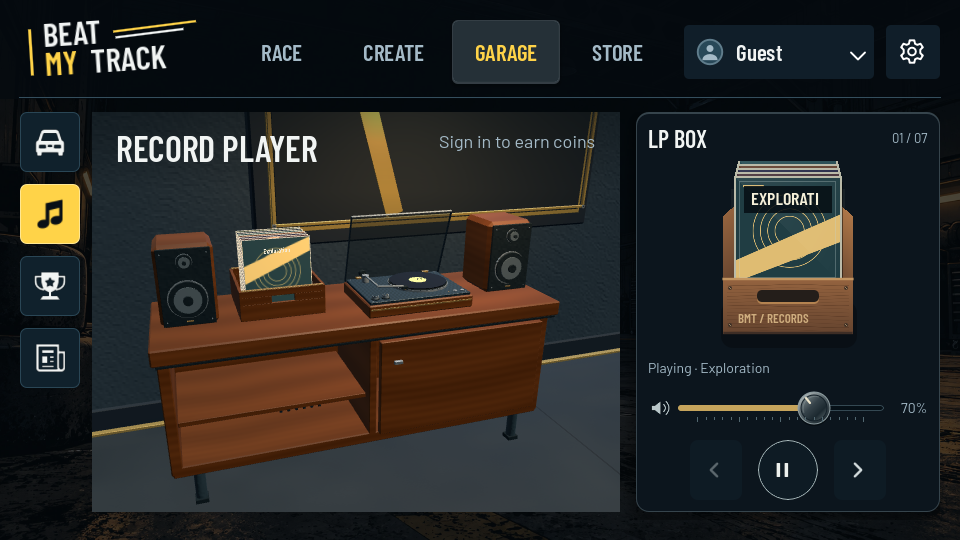 BEAT
MY TRACK
RACE
CREATE
GARAGE
STORE
Guest
RECORD PLAYER
Sign in to earn coins
LP BOX
01 / 07
EXPLORATI
BMT / RECORDS
Playing · Exploration
70%